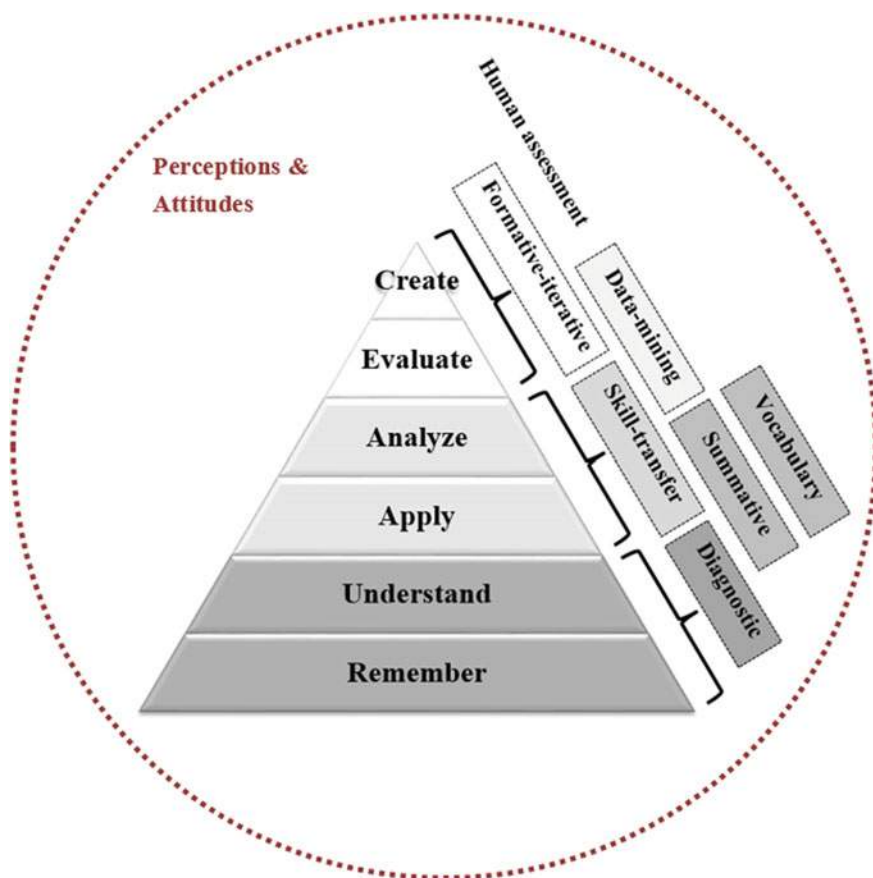 Perceptions &
Attitudes
Human assessment
Formative-iterative
Data-mining
Skill-transfer
Vocabulary
Summative
Diagnostic
Create
Evaluate
Analyze
Apply
Understand
Remember